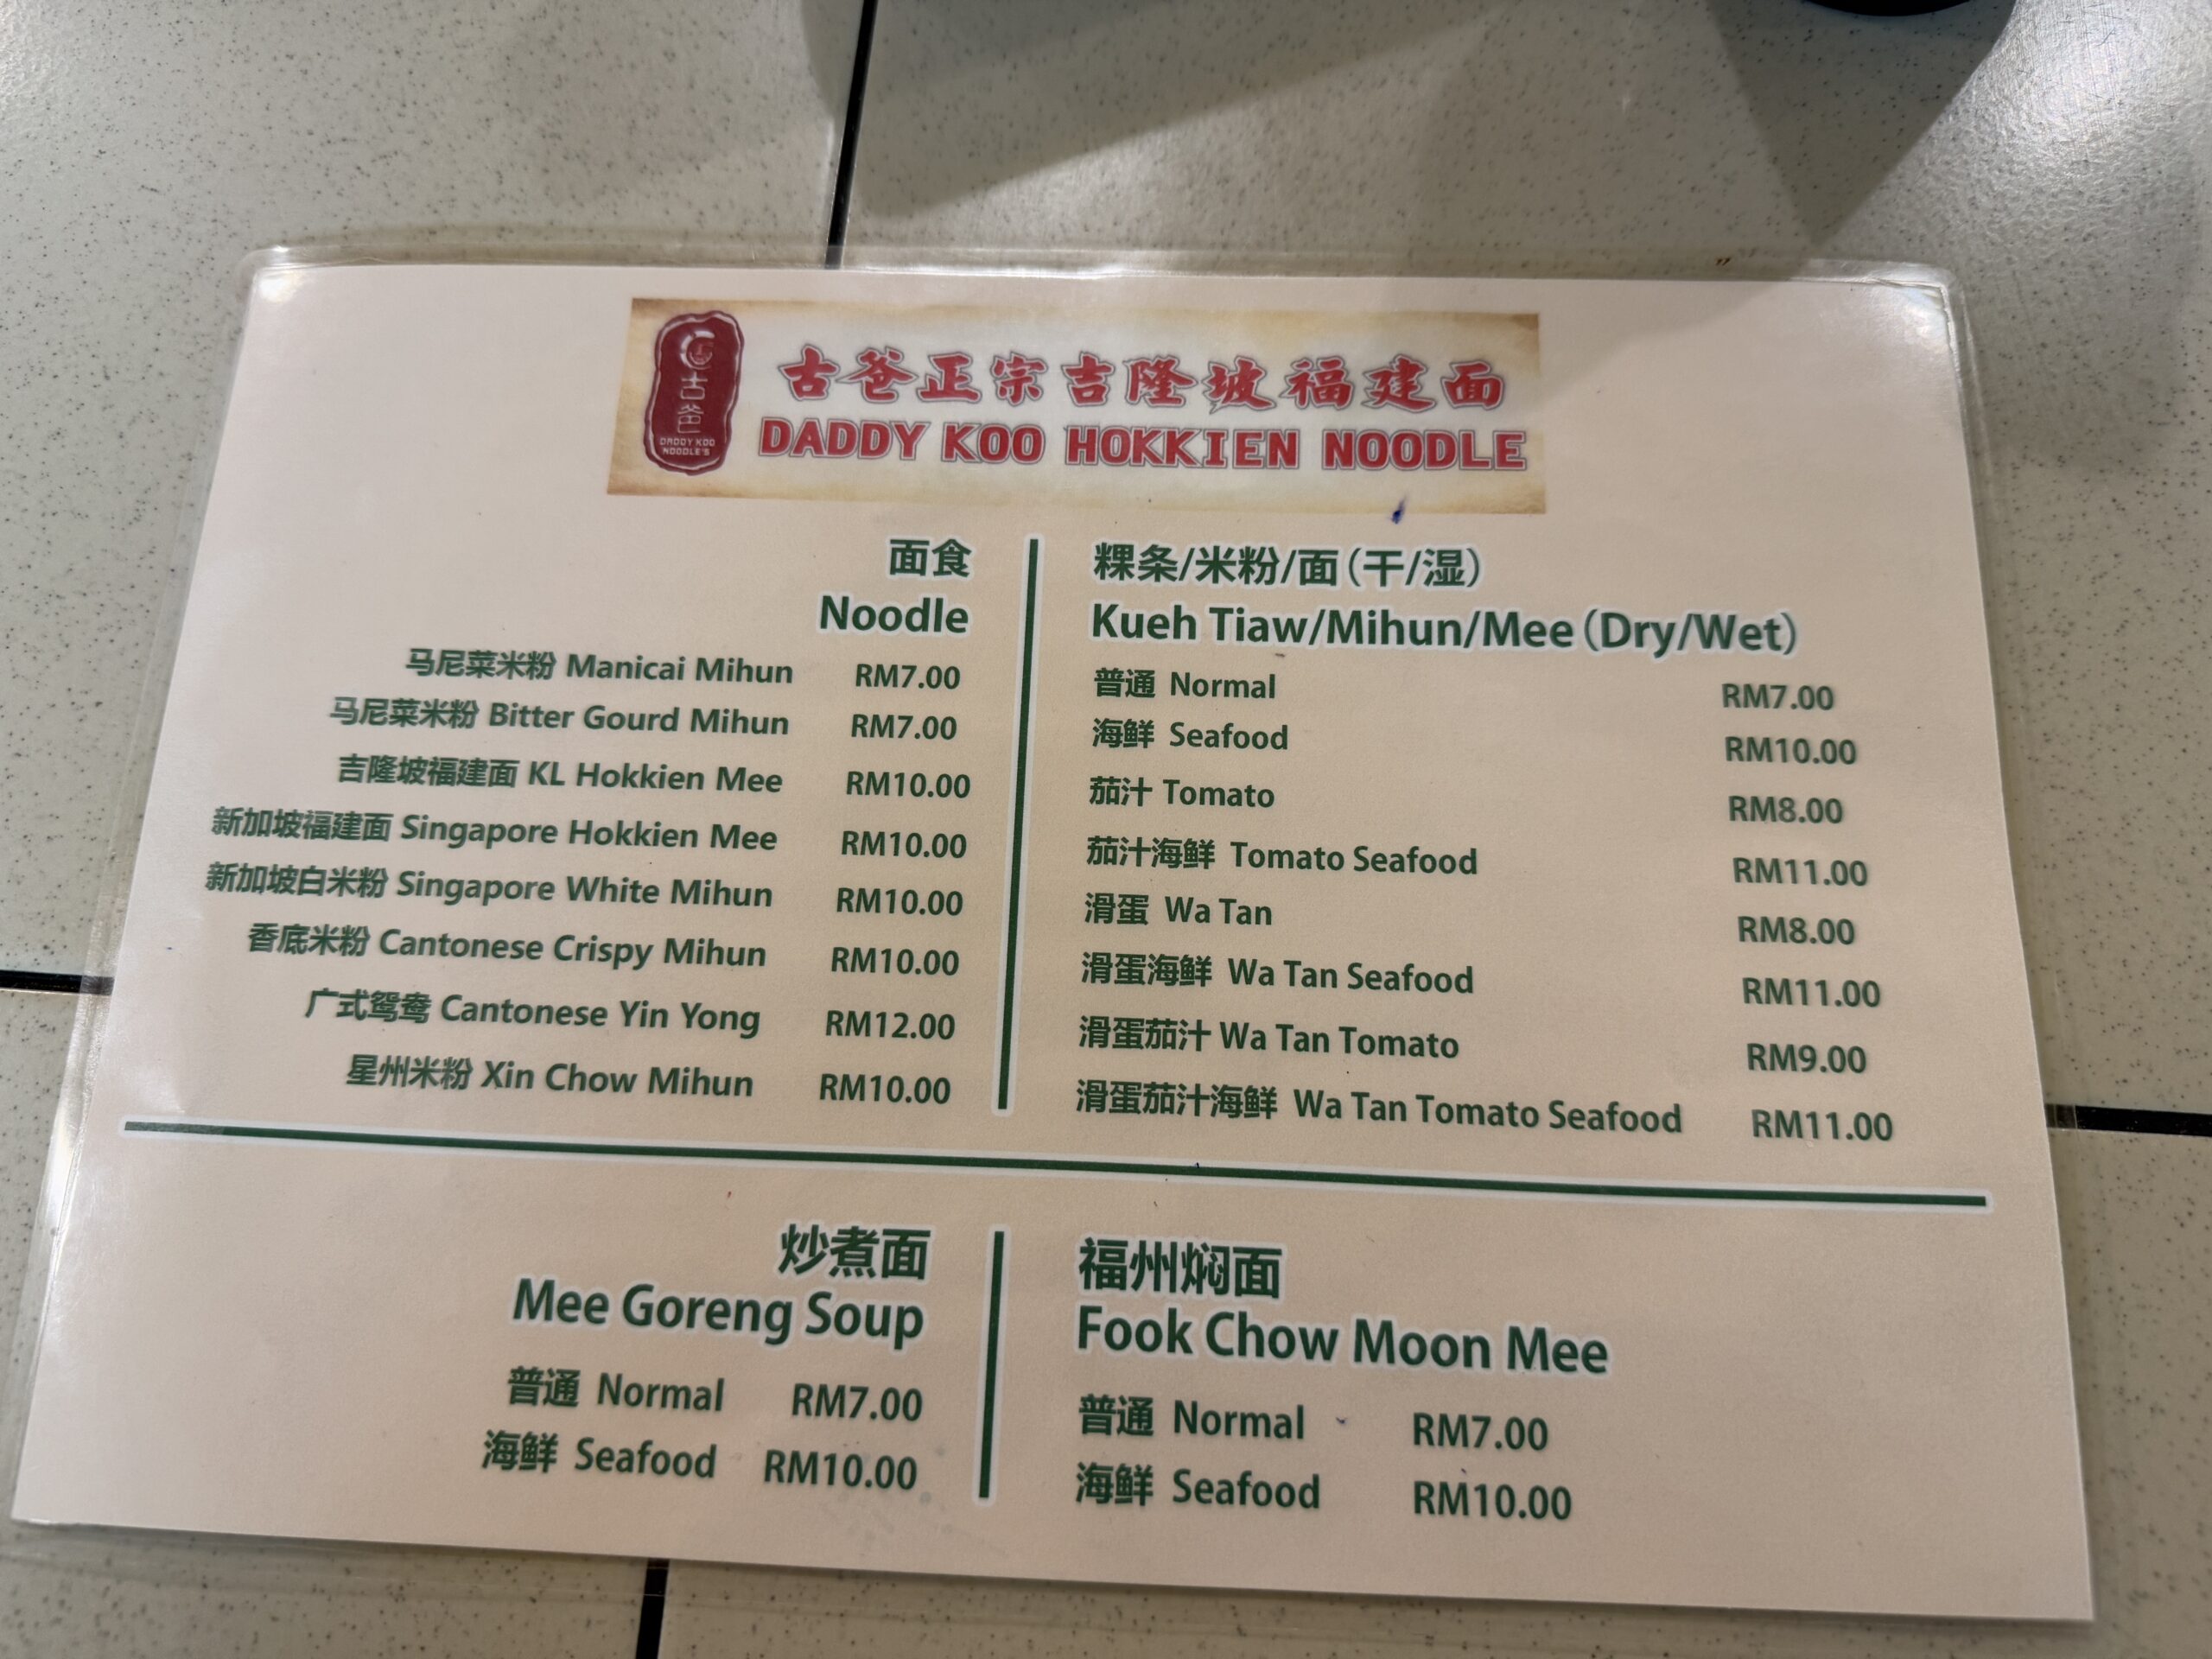 古爸
DADDY KOO
NOODLE'S
古爸正宗吉隆坡福建面
DADDY KOO HOKKIEN NOODLE
面食
Noodle
马尼菜米粉 Manicai Mihun RM7.00
马尼菜米粉 Bitter Gourd Mihun RM7.00
吉隆坡福建面 KL Hokkien Mee RM10.00
新加坡福建面 Singapore Hokkien Mee RM10.00
新加坡白米粉 Singapore White Mihun RM10.00
香底米粉 Cantonese Crispy Mihun RM10.00
广式鸳鸯 Cantonese Yin Yong RM12.00
星州米粉 Xin Chow Mihun RM10.00
粿条/米粉/面(干/湿)
Kueh Tiaw/Mihun/Mee(Dry/Wet)
普通 Normal RM7.00
海鲜 Seafood RM10.00
茄汁 Tomato RM8.00
茄汁海鲜 Tomato Seafood RM11.00
滑蛋 Wa Tan RM8.00
滑蛋海鲜 Wa Tan Seafood RM11.00
滑蛋茄汁 Wa Tan Tomato RM9.00
滑蛋茄汁海鲜 Wa Tan Tomato Seafood RM11.00
炒煮面
Mee Goreng Soup
普通 Normal RM7.00
海鲜 Seafood RM10.00
福州焖面
Fook Chow Moon Mee
普通 Normal RM7.00
海鲜 Seafood RM10.00